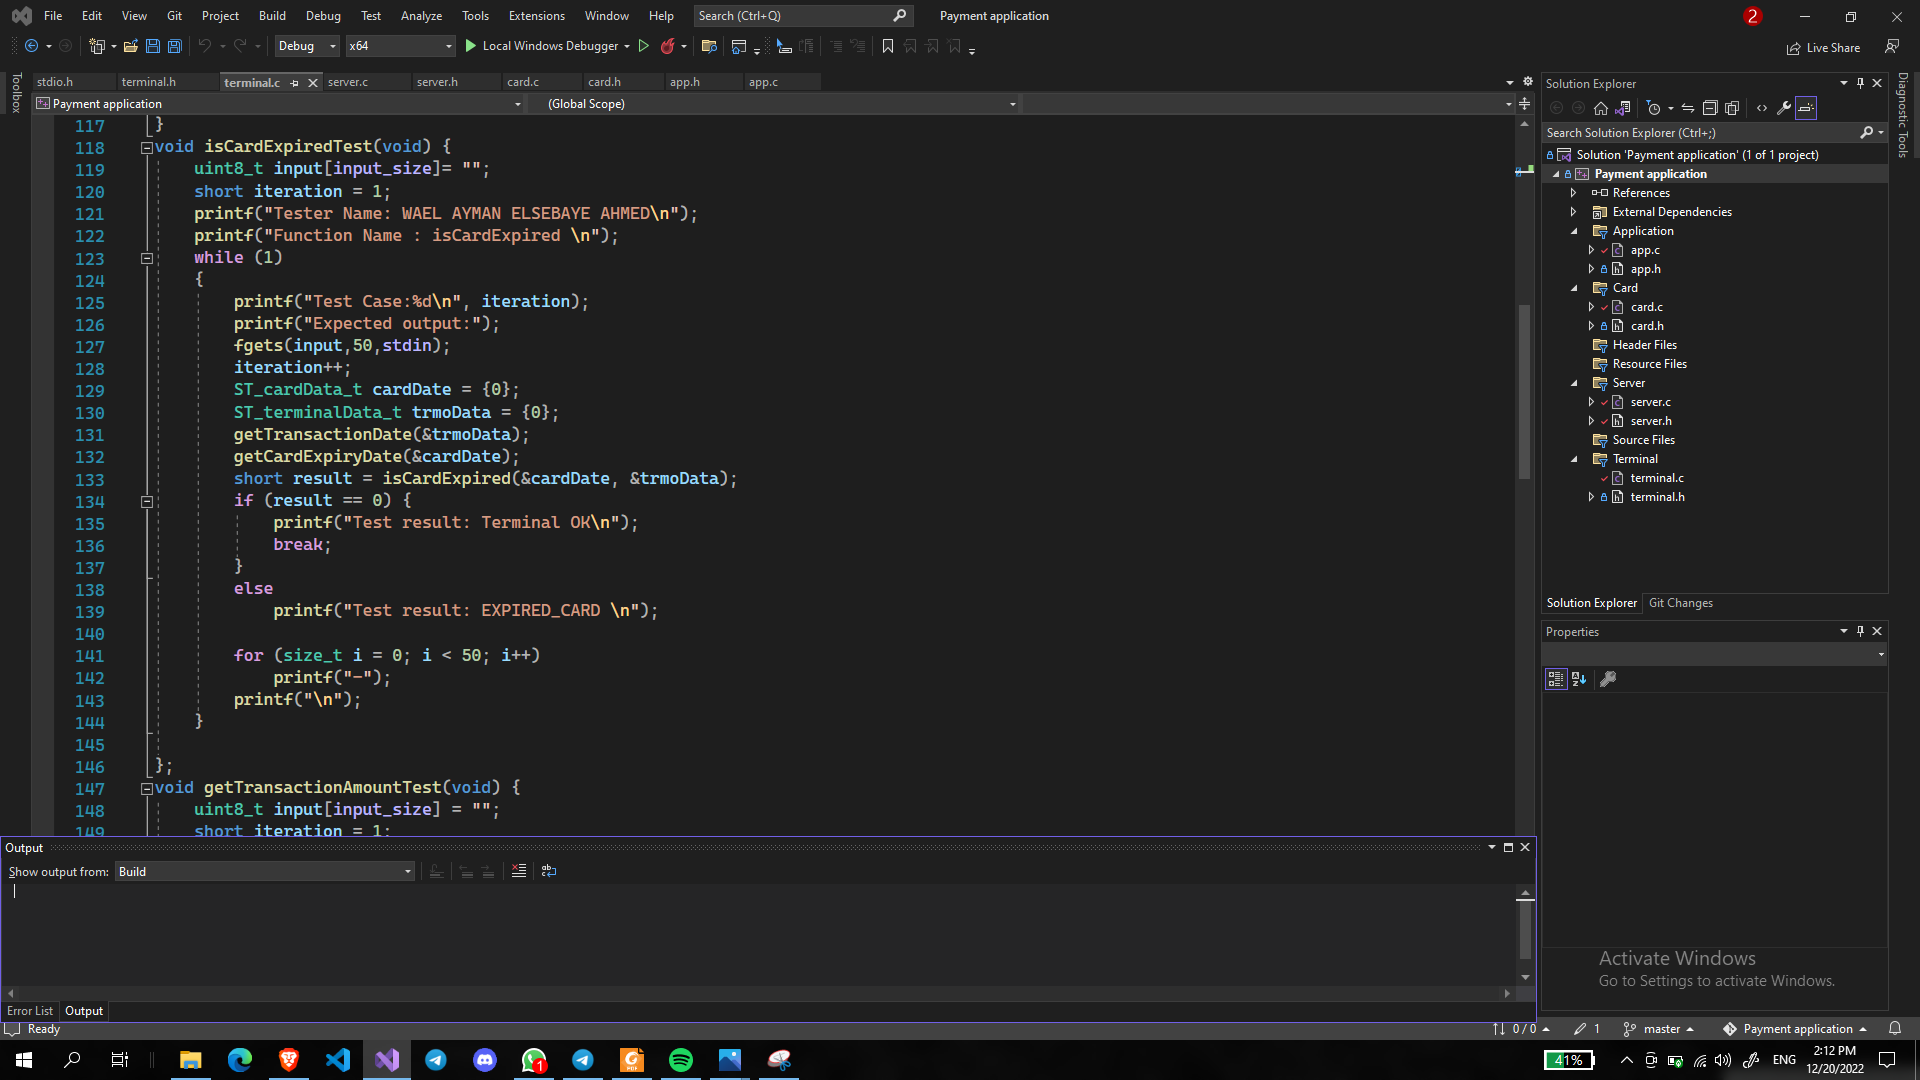 File Edit View Git Project Build Debug Test Analyze Tools Extensions Window Help Search (Ctrl+Q) Payment application 2
Debug x64 Local Windows Debugger Live Share
stdio.h terminal.h terminal.c server.c server.h card.c card.h app.h app.c
Payment application (Global Scope)
117 }
118 void isCardExpiredTest(void) {
119 uint8_t input[input_size]= "";
120 short iteration = 1;
121 printf("Tester Name: WAEL AYMAN ELSEBAYE AHMED\n");
122 printf("Function Name : isCardExpired \n");
123 while (1)
124 {
125 printf("Test Case:%d\n", iteration);
126 printf("Expected output:");
127 fgets(input,50,stdin);
128 iteration++;
129 ST_cardData_t cardDate = {0};
130 ST_terminalData_t trmoData = {0};
131 getTransactionDate(&trmoData);
132 getCardExpiryDate(&cardDate);
133 short result = isCardExpired(&cardDate, &trmoData);
134 if (result == 0) {
135 printf("Test result: Terminal OK\n");
136 break;
137 }
138 else
139 printf("Test result: EXPIRED_CARD \n");
140
141 for (size_t i = 0; i < 50; i++)
142 printf("-");
143 printf("\n");
144 }
145
146 };
147 void getTransactionAmountTest(void) {
148 uint8_t input[input_size] = "";
149 short iteration = 1;
Output
Show output from: Build
Error List Output
Toolbox
Solution Explorer
Search Solution Explorer (Ctrl+;)
Solution 'Payment application' (1 of 1 project)
Payment application
References
External Dependencies
Application
app.c
app.h
Card
card.c
card.h
Header Files
Resource Files
Server
server.c
server.h
Source Files
Terminal
terminal.c
terminal.h
Solution Explorer Git Changes
Properties
Diagnostic Tools
Activate Windows
Go to Settings to activate Windows.
Ready 0 / 0 1 master Payment application
1 41% ENG 2:12 PM
12/20/2022